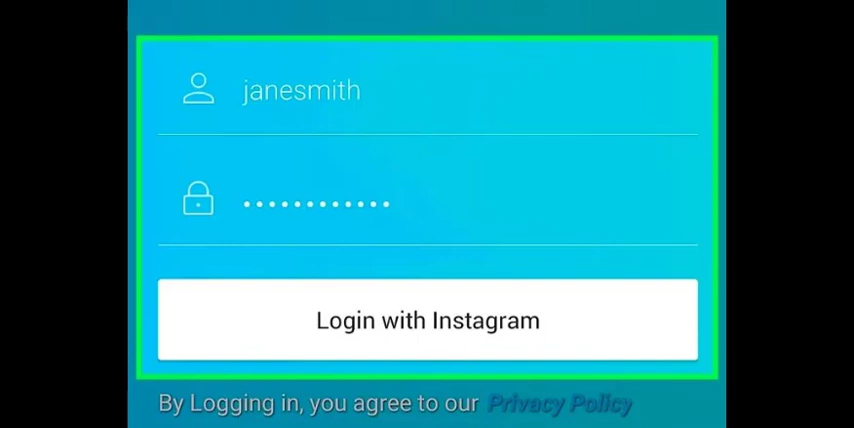 janesmith
••••••••••••
Login with Instagram
By Logging in, you agree to our Privacy Policy